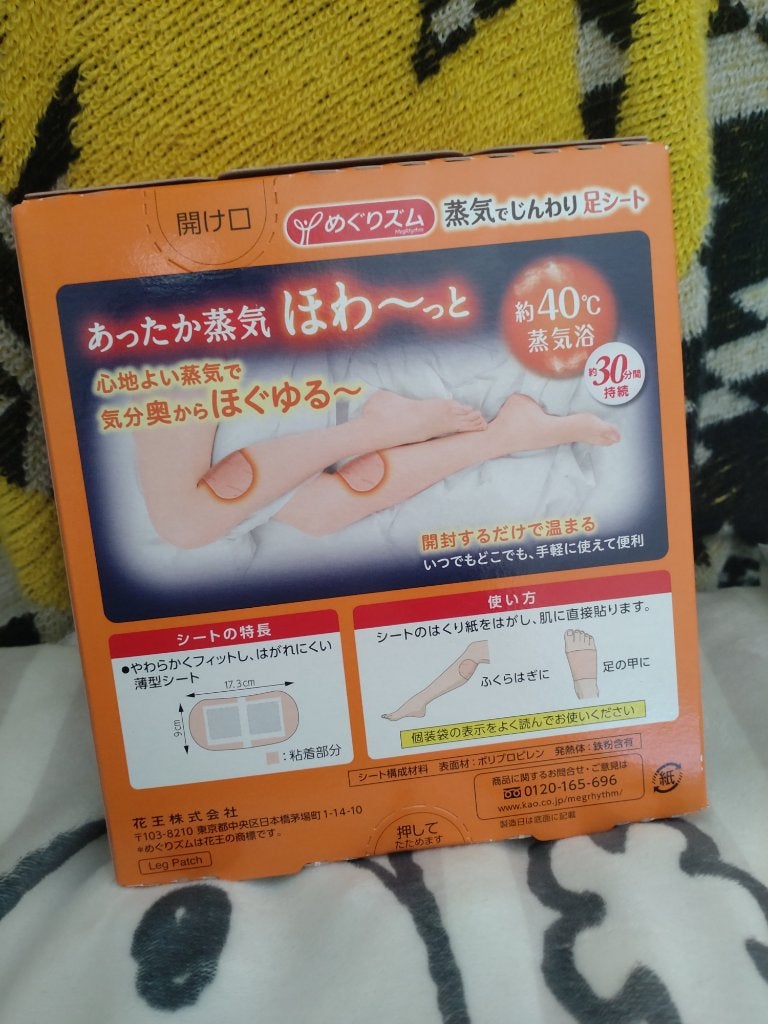 開け口
めぐりズム
MegRhythm
蒸気でじんわり 足シート
あったか蒸気 ほわ〜っと
約40℃
蒸気浴
約30分間
持続
心地よい蒸気で
気分奥からほぐゆる〜
開封するだけで温まる
いつでもどこでも、手軽に使えて便利
シートの特長
●やわらかくフィットし、はがれにくい
薄型シート
17.3cm
9cm
：粘着部分
使い方
シートのはくり紙をはがし、肌に直接貼ります。
ふくらはぎに
足の甲に
個装袋の表示をよく読んでお使いください
シート構成材料 表面材：ポリプロピレン 発熱体：鉄粉含有
花王株式会社
〒103-8210 東京都中央区日本橋茅場町1-14-10
*めぐりズムは花王の商標です。
Leg Patch
押して
たためます
商品に関するお問合せ・ご意見は
0120-165-696
www.kao.co.jp/megrhythm/
製造日は底面に記載
紙